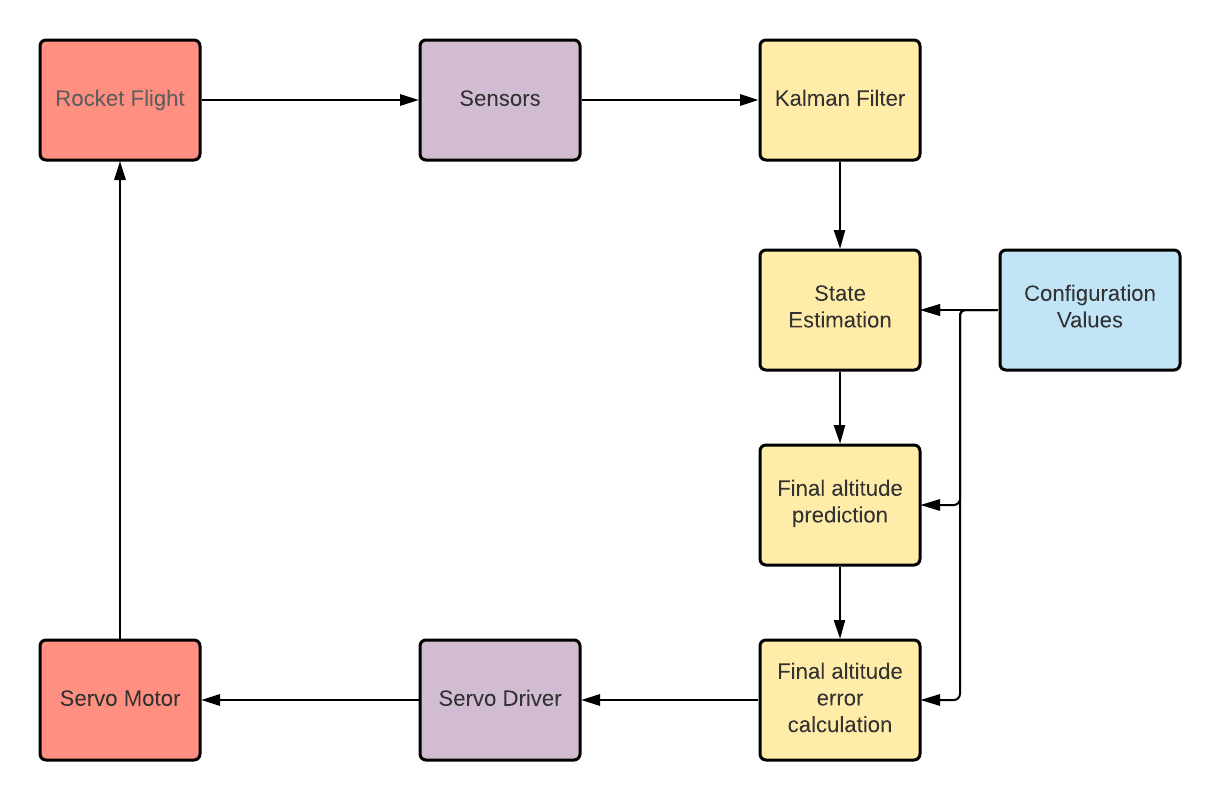 Rocket Flight
Sensors
Kalman Filter
State
Estimation
Configuration
Values
Final altitude
prediction
Servo Motor
Servo Driver
Final altitude
error
calculation